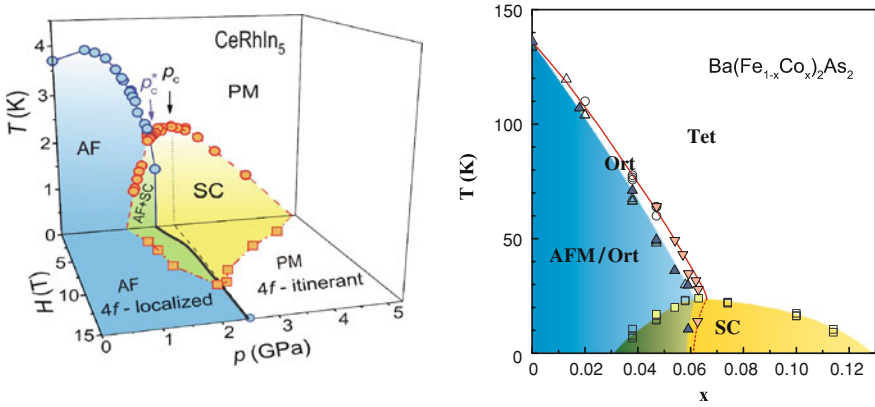 CeRhIn5
4
3
2
1
0
T(K)
p*c
pc
PM
AF
AF+SC
SC
0
5
10
15
H(T)
AF
4f - localized
PM
4f - itinerant
0
1
2
3
4
5
p (GPa)
150
100
50
0
T (K)
Ba(Fe1-xCox)2As2
Tet
Ort
AFM/Ort
SC
0
0.02
0.04
0.06
0.08
0.10
0.12
x